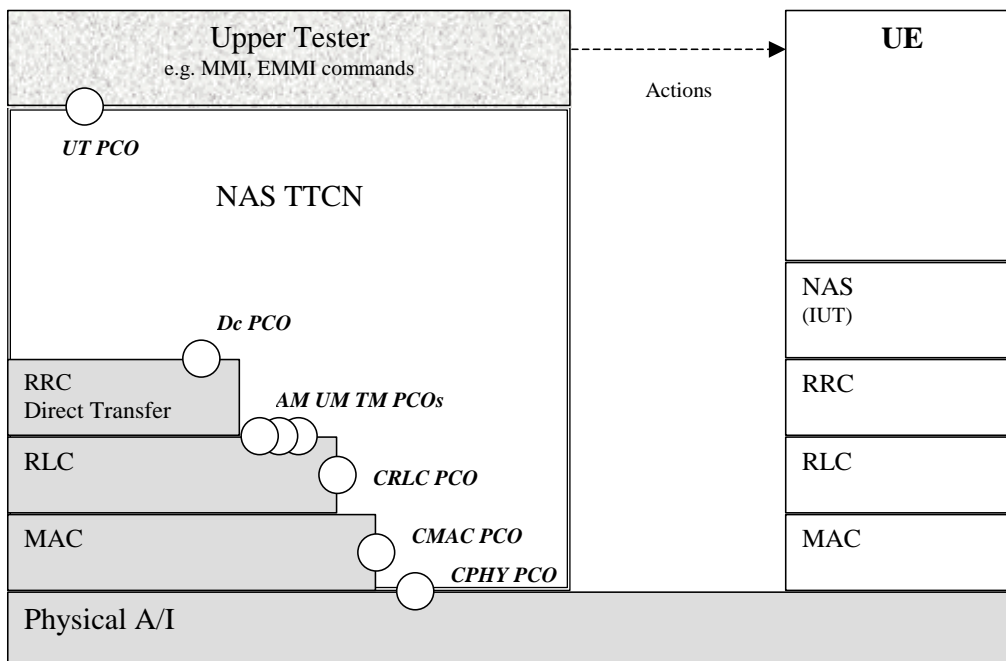 Upper Tester
e.g. MMI, EMMI commands
UE
Actions
UT PCO
NAS TTCN
NAS
(IUT)
Dc PCO
RRC
Direct Transfer
AM UM TM PCOs
RRC
RLC
CRLC PCO
RLC
MAC
CMAC PCO
MAC
CPHY PCO
Physical A/I